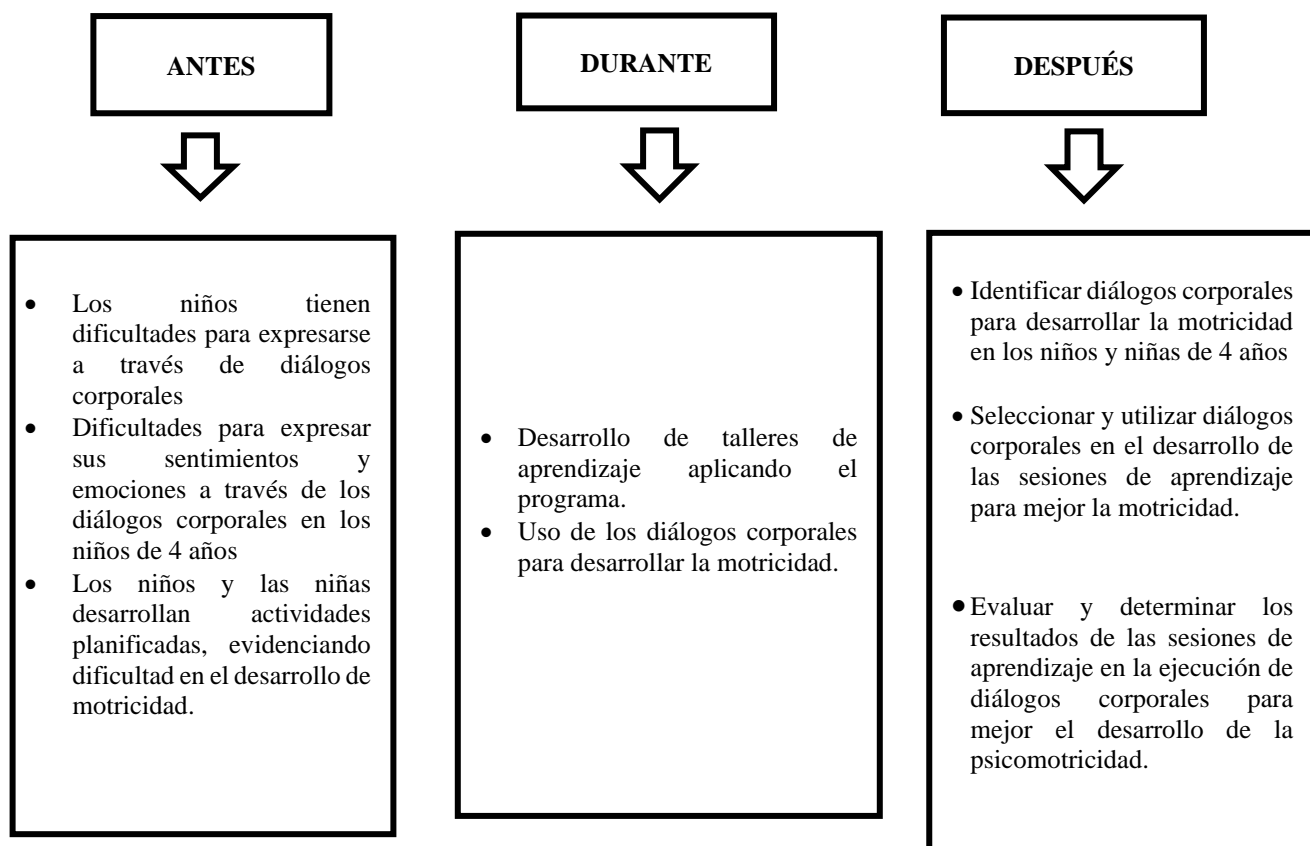 ANTES
DURANTE
DESPUÉS
• Los niños tienen
dificultades para expresarse
a través de diálogos
corporales
• Dificultades para expresar
sus sentimientos y
emociones a través de los
diálogos corporales en los
niños de 4 años
• Los niños y las niñas
desarrollan actividades
planificadas, evidenciando
dificultad en el desarrollo de
motricidad.
• Desarrollo de talleres de
aprendizaje aplicando el
programa.
• Uso de los diálogos corporales
para desarrollar la motricidad.
• Identificar diálogos corporales
para desarrollar la motricidad
en los niños y niñas de 4 años
• Seleccionar y utilizar diálogos
corporales en el desarrollo de
las sesiones de aprendizaje
para mejor la motricidad.
• Evaluar y determinar los
resultados de las sesiones de
aprendizaje en la ejecución de
diálogos corporales para
mejor el desarrollo de la
psicomotricidad.